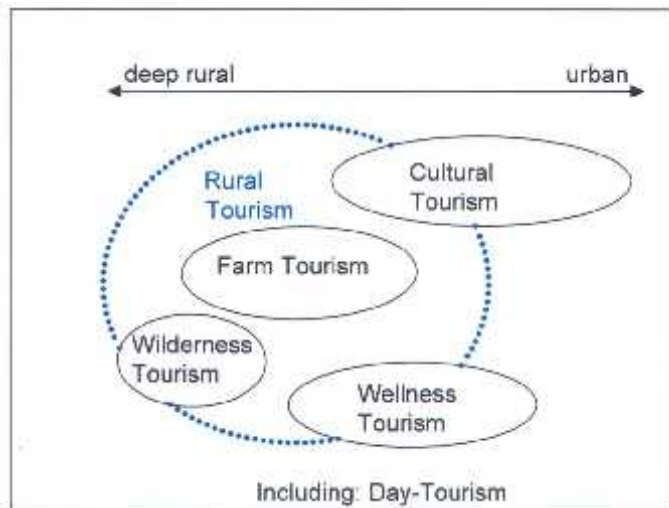 deep rural urban
Rural
Tourism
Cultural
Tourism
Farm Tourism
Wilderness
Tourism
Wellness
Tourism
Including: Day-Tourism